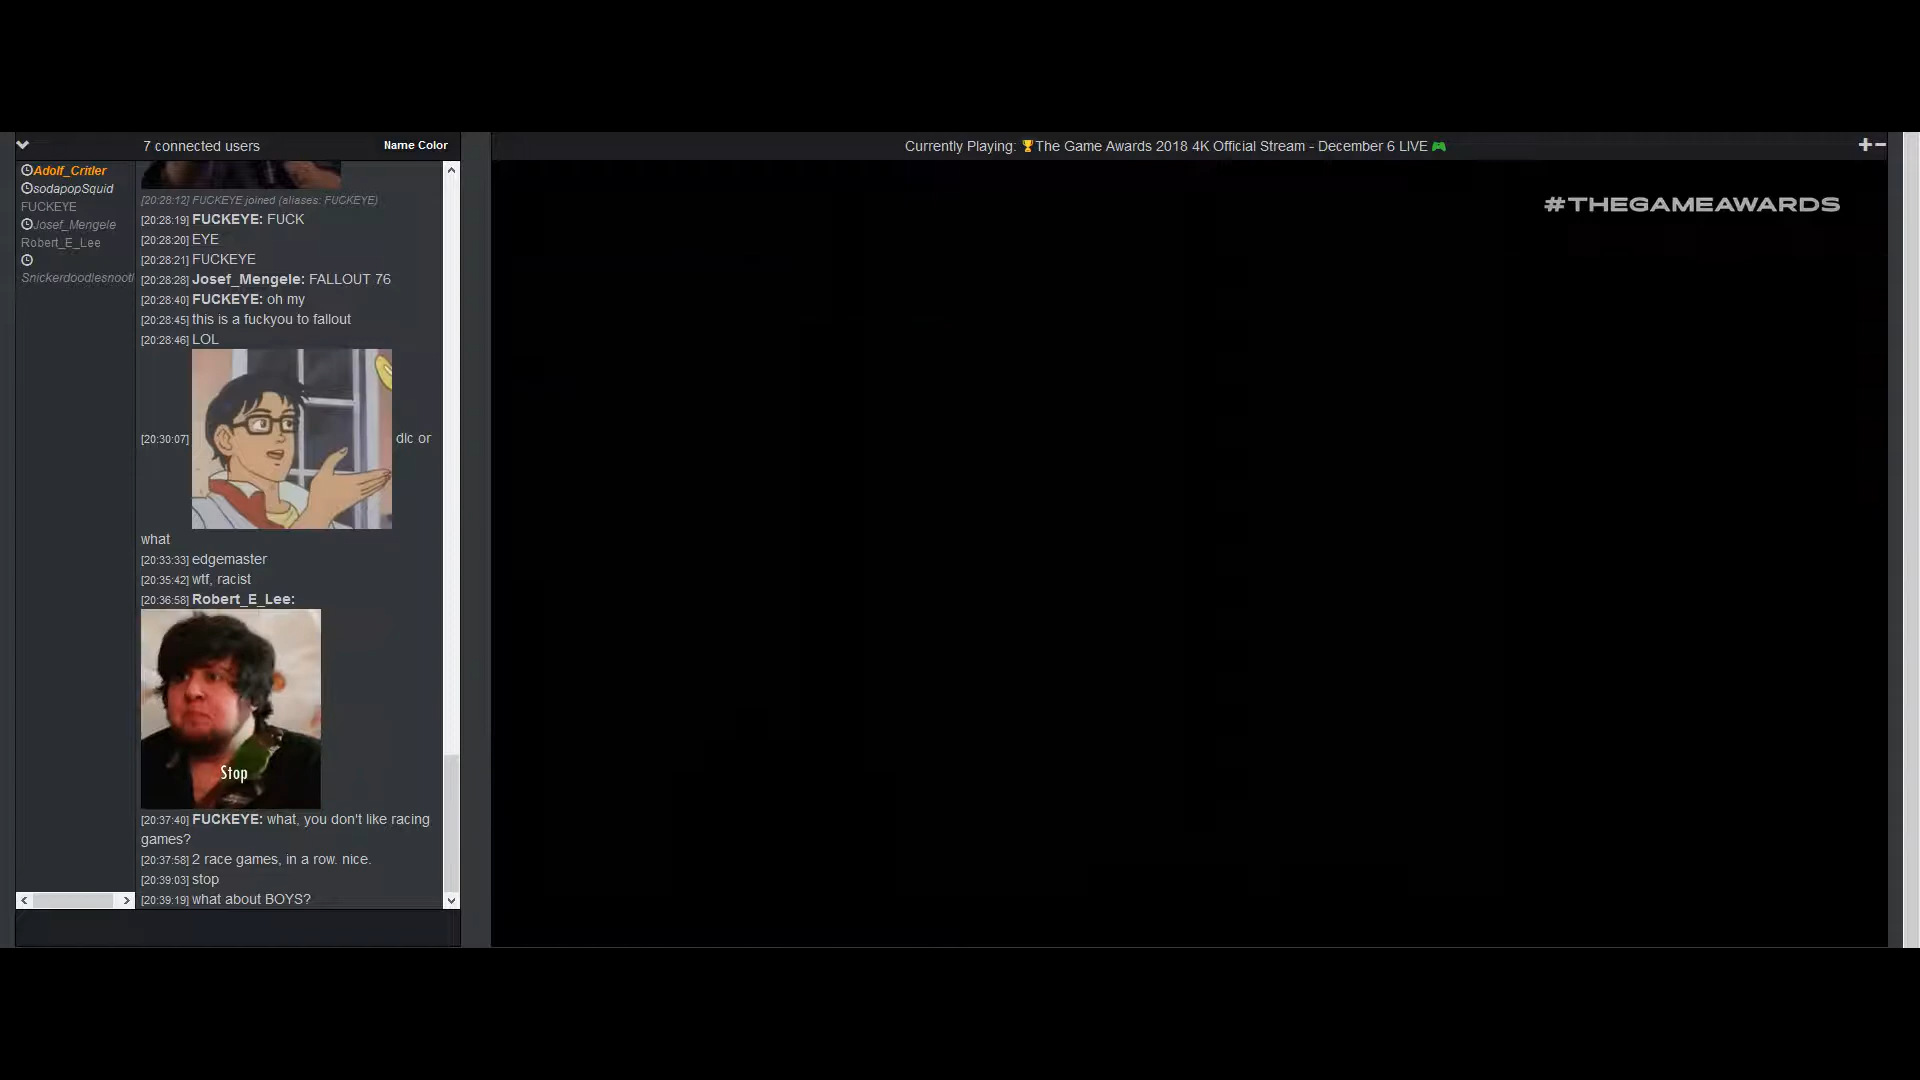 7 connected users
Name Color
Currently Playing: 🏆The Game Awards 2018 4K Official Stream - December 6 LIVE 🎮
Adolf_Critler
sodapopSquid
FUCKEYE
Josef_Mengele
Robert_E_Lee
Snickerdoodlesnootl
[20:28:12] FUCKEYE joined (aliases: FUCKEYE)
[20:28:19] FUCKEYE: FUCK
[20:28:20] EYE
[20:28:21] FUCKEYE
[20:28:28] Josef_Mengele: FALLOUT 76
[20:28:40] FUCKEYE: oh my
[20:28:45] this is a fuckyou to fallout
[20:28:46] LOL
[20:30:07] dlc or
what
[20:33:33] edgemaster
[20:35:42] wtf, racist
[20:36:58] Robert_E_Lee:
Stop
[20:37:40] FUCKEYE: what, you don't like racing
games?
[20:37:58] 2 race games, in a row. nice.
[20:39:03] stop
[20:39:19] what about BOYS?
#THEGAMEAWARDS